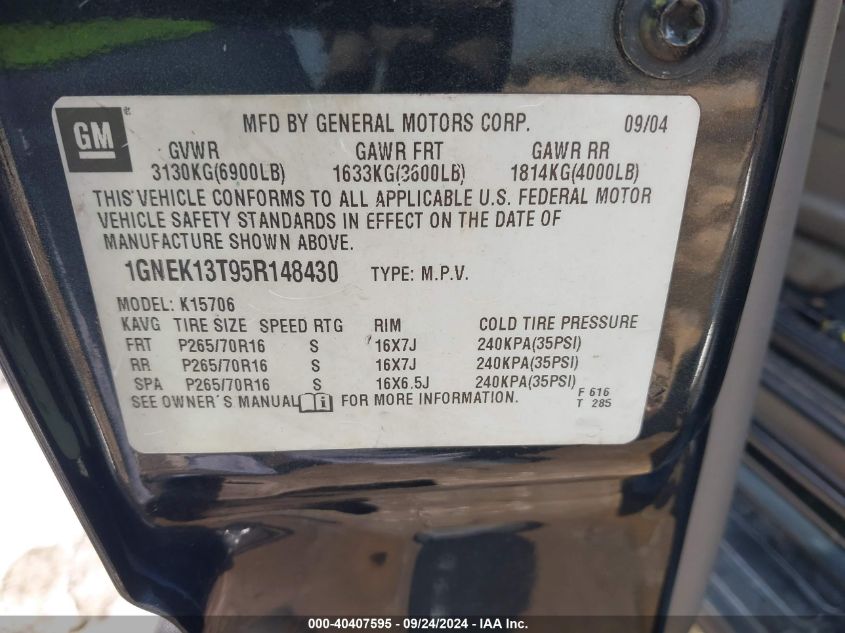 GM
MFD BY GENERAL MOTORS CORP. 09/04
GVWR GAWR FRT GAWR RR
3130KG(6900LB) 1633KG(3600LB) 1814KG(4000LB)
THIS VEHICLE CONFORMS TO ALL APPLICABLE U.S. FEDERAL MOTOR
VEHICLE SAFETY STANDARDS IN EFFECT ON THE DATE OF
MANUFACTURE SHOWN ABOVE.
1GNEK13T95R148430 TYPE: M.P.V.
MODEL: K15706
KAVG TIRE SIZE SPEED RTG RIM COLD TIRE PRESSURE
FRT P265/70R16 S 16X7J 240KPA(35PSI)
RR P265/70R16 S 16X7J 240KPA(35PSI)
SPA P265/70R16 S 16X6.5J 240KPA(35PSI)
SEE OWNER'S MANUAL i FOR MORE INFORMATION.
F 616
T 285
000-40407595 - 09/24/2024 - IAA Inc.